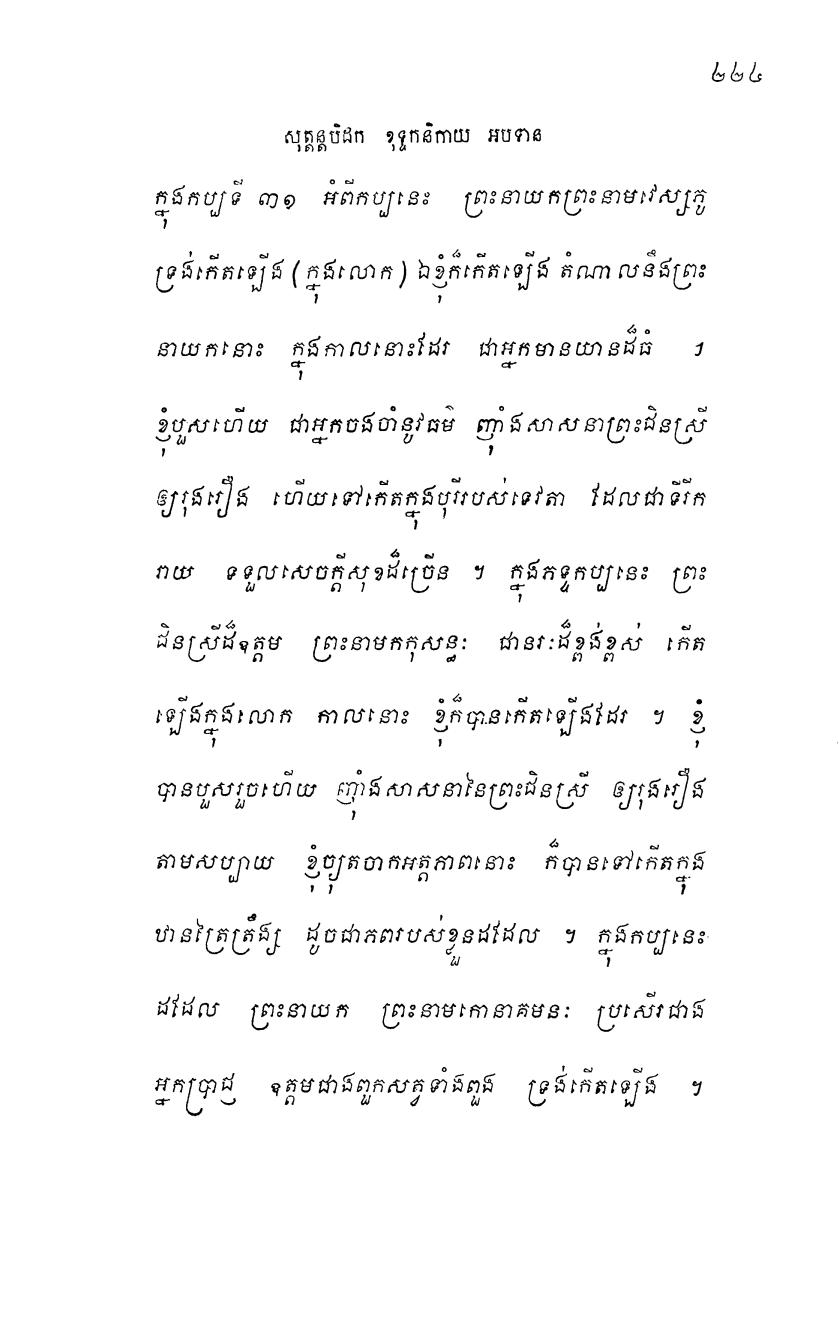 ២២៤
សុត្តន្តបិដក ខុទ្ទកនិកាយ អបទាន
ក្នុងកប្បទី ៣១ អំពីកប្បនេះ ព្រះនាយកព្រះនាមវេស្សភូ
ទ្រង់កើតឡើង (ក្នុងលោក) ឯខ្ញុំក៏កើតឡើង តំណាលនឹងព្រះ
នាយកនោះ ក្នុងកាលនោះដែរ ជាអ្នកមានយានដ៏ធំ ។
ខ្ញុំបួសហើយ ជាអ្នកចងចាំនូវធម៌ ញ៉ាំងសាសនាព្រះជិនស្រី
ឲ្យរុងរឿង ហើយទៅកើតក្នុងបុរីរបស់ទេវតា ដែលជាទីរីក
រាយ ទទួលសេចក្តីសុខដ៏ច្រើន ។ ក្នុងភទ្ទកប្បនេះ ព្រះ
ជិនស្រីដ៏ឧត្តម ព្រះនាមកកុសន្ធៈ ជានរៈដ៏ខ្ពង់ខ្ពស់ កើត
ឡើងក្នុងលោក កាលនោះ ខ្ញុំក៏បានកើតឡើងដែរ ។ ខ្ញុំ
បានបួសរួចហើយ ញ៉ាំងសាសនានៃព្រះជិនស្រី ឲ្យរុងរឿង
តាមសប្បាយ ខ្ញុំច្យុតចាកអត្តភាពនោះ ក៏បានទៅកើតក្នុង
ឋានត្រៃត្រឹង្ស ដូចជាភពរបស់ខ្លួនដដែល ។ ក្នុងកប្បនេះ
ដដែល ព្រះនាយក ព្រះនាមកោនាគមនៈ ប្រសើរជាង
អ្នកប្រាជ្ញ ឧត្តមជាងពួកសត្វទាំងពួង ទ្រង់កើតឡើង ។